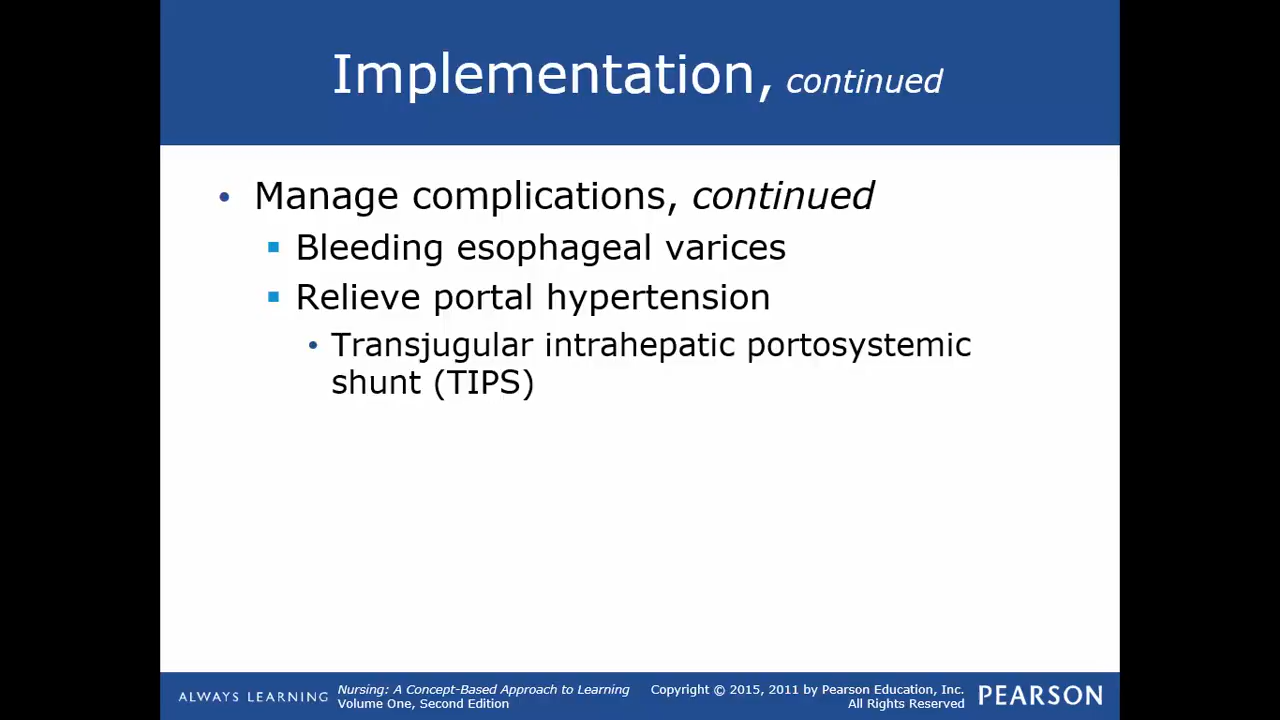 Implementation, continued
• Manage complications, continued
▪ Bleeding esophageal varices
▪ Relieve portal hypertension
• Transjugular intrahepatic portosystemic
shunt (TIPS)
ALWAYS LEARNING
Nursing: A Concept-Based Approach to Learning
Volume One, Second Edition
Copyright © 2015, 2011 by Pearson Education, Inc.
All Rights Reserved
PEARSON